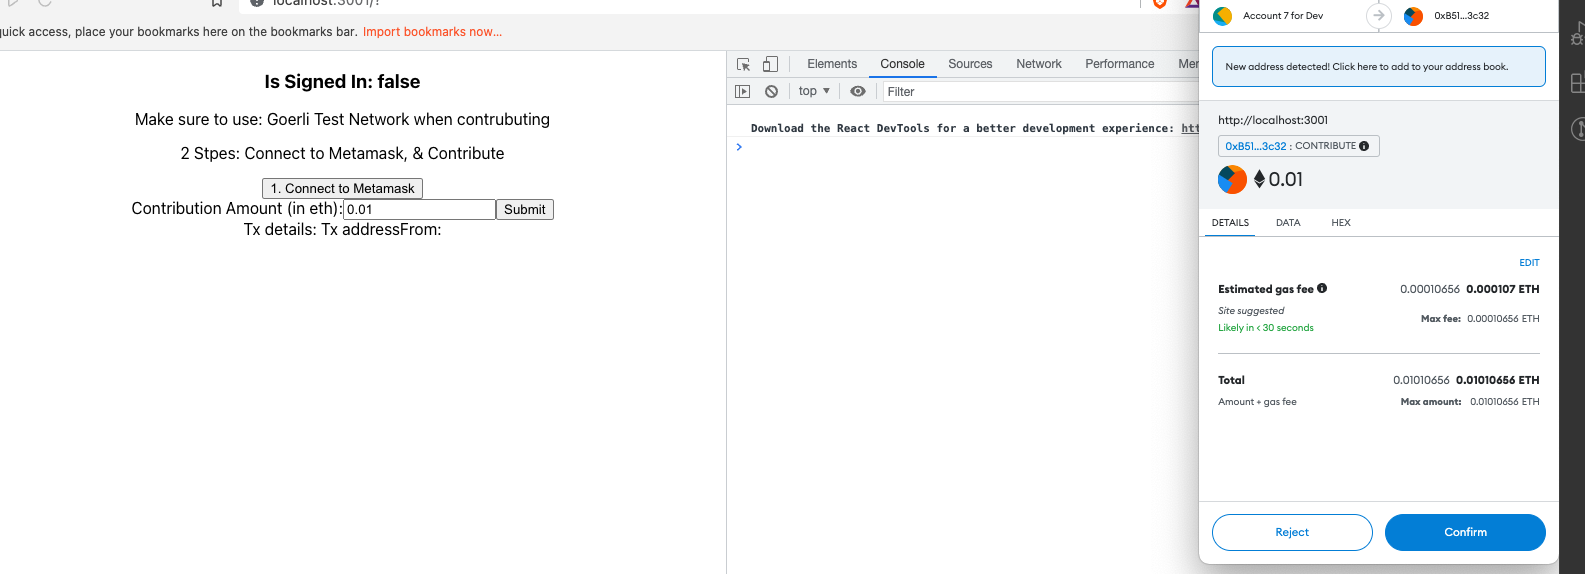 localhost:3001/?
quick access, place your bookmarks here on the bookmarks bar. Import bookmarks now...
Is Signed In: false
Make sure to use: Goerli Test Network when contrubuting
2 Stpes: Connect to Metamask, & Contribute
1. Connect to Metamask
Contribution Amount (in eth): 0.01 Submit
Tx details: Tx addressFrom:
Elements Console Sources Network Performance
top Filter
Download the React DevTools for a better development experience:
Account 7 for Dev 0xB51...3c32
New address detected! Click here to add to your address book.
http://localhost:3001
0xB51...3c32 : CONTRIBUTE
0.01
DETAILS DATA HEX
EDIT
Estimated gas fee 0.00010656 0.000107 ETH
Site suggested Max fee: 0.00010656 ETH
Likely in < 30 seconds
Total 0.01010656 0.01010656 ETH
Amount + gas fee Max amount: 0.01010656 ETH
Reject Confirm